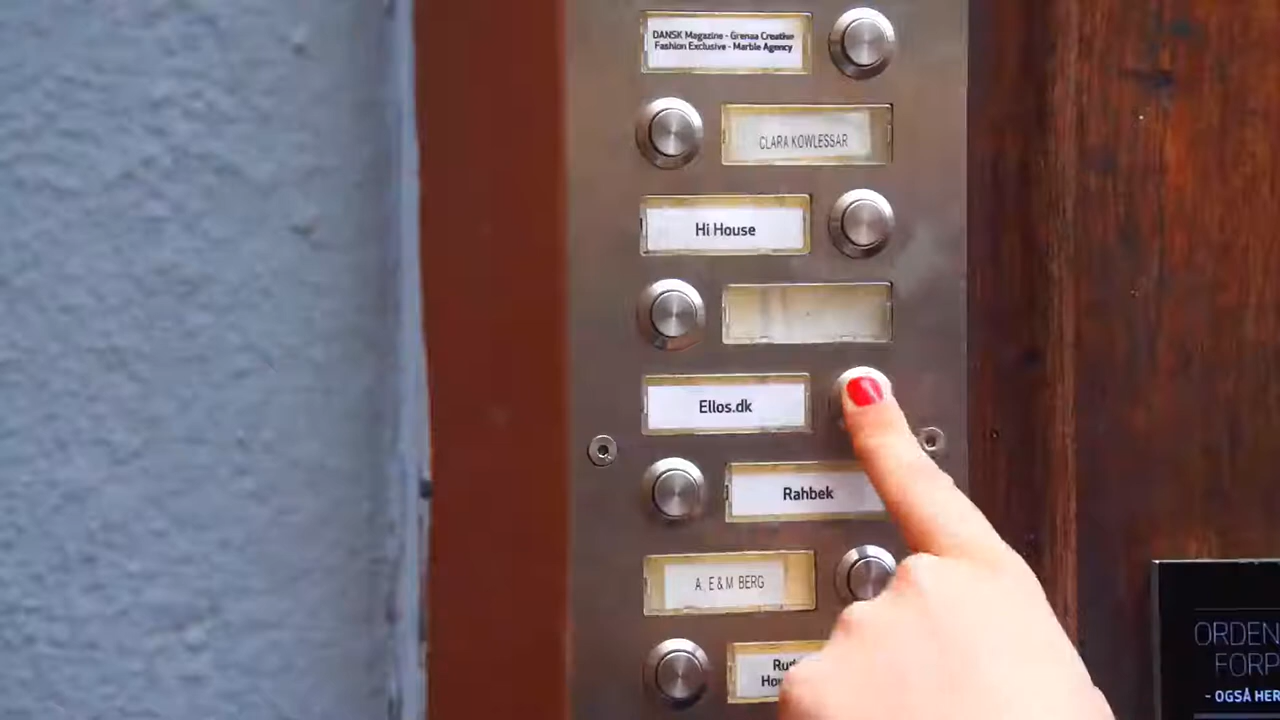 DANSK Magazine - Grenaa Creative
Fashion Exclusive - Marble Agency
CLARA KOWLESSAR
Hi House
Ellos.dk
Rahbek
A. E & M BERG
ORDEN
FORP
- OGSÅ HER